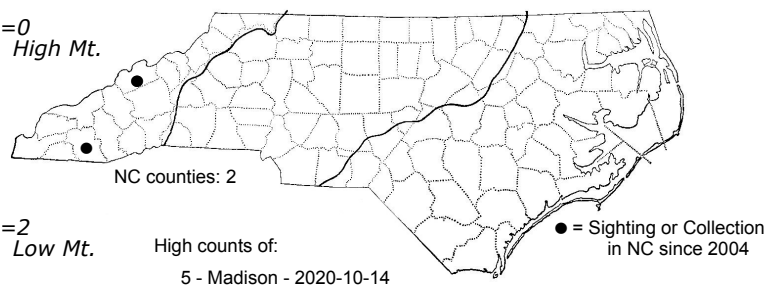 =0
High Mt.
NC counties: 2
=2
Low Mt.
High counts of:
5 - Madison - 2020-10-14
● = Sighting or Collection
in NC since 2004